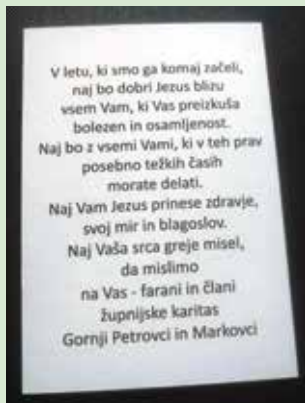 V letu, ki smo ga komaj začeli,
naj bo dobri Jezus blizu
vsem Vam, ki Vas preizkuša
bolezen in osamljenost.
Naj bo z vsemi Vami, ki v teh prav
posebno težkih časih
morate delati.
Naj Vam Jezus prinese zdravje,
svoj mir in blagoslov.
Naj Vaša srca greje misel,
da mislimo
na Vas - farani in člani
župnijske karitas
Gornji Petrovci in Markovci